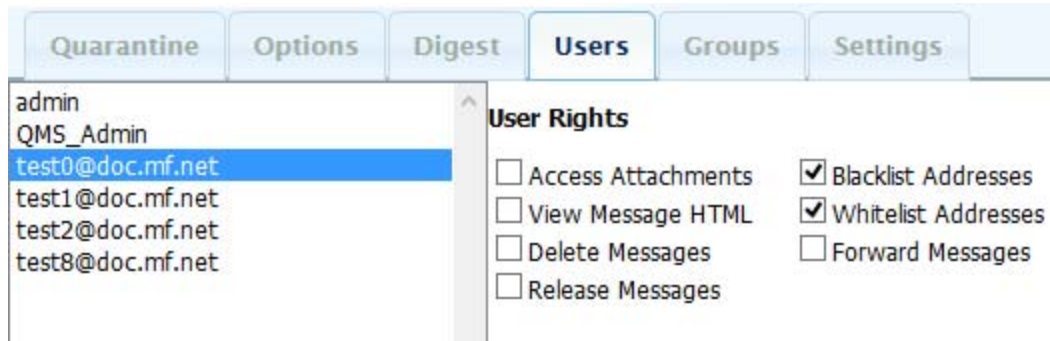 Quarantine Options Digest Users Groups Settings
admin
QMS_Admin
test0@doc.mf.net
test1@doc.mf.net
test2@doc.mf.net
test8@doc.mf.net
User Rights
Access Attachments Blacklist Addresses
View Message HTML Whitelist Addresses
Delete Messages Forward Messages
Release Messages